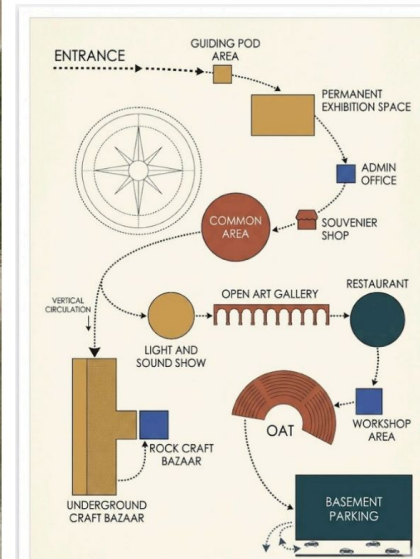 ENTRANCE
GUIDING POD
AREA
PERMANENT
EXHIBITION SPACE
ADMIN
OFFICE
SOUVENIER
SHOP
COMMON
AREA
VERTICAL
CIRCULATION
LIGHT AND
SOUND SHOW
OPEN ART GALLERY
RESTAURANT
WORKSHOP
AREA
OAT
ROCK CRAFT
BAZAAR
UNDERGROUND
CRAFT BAZAAR
BASEMENT
PARKING